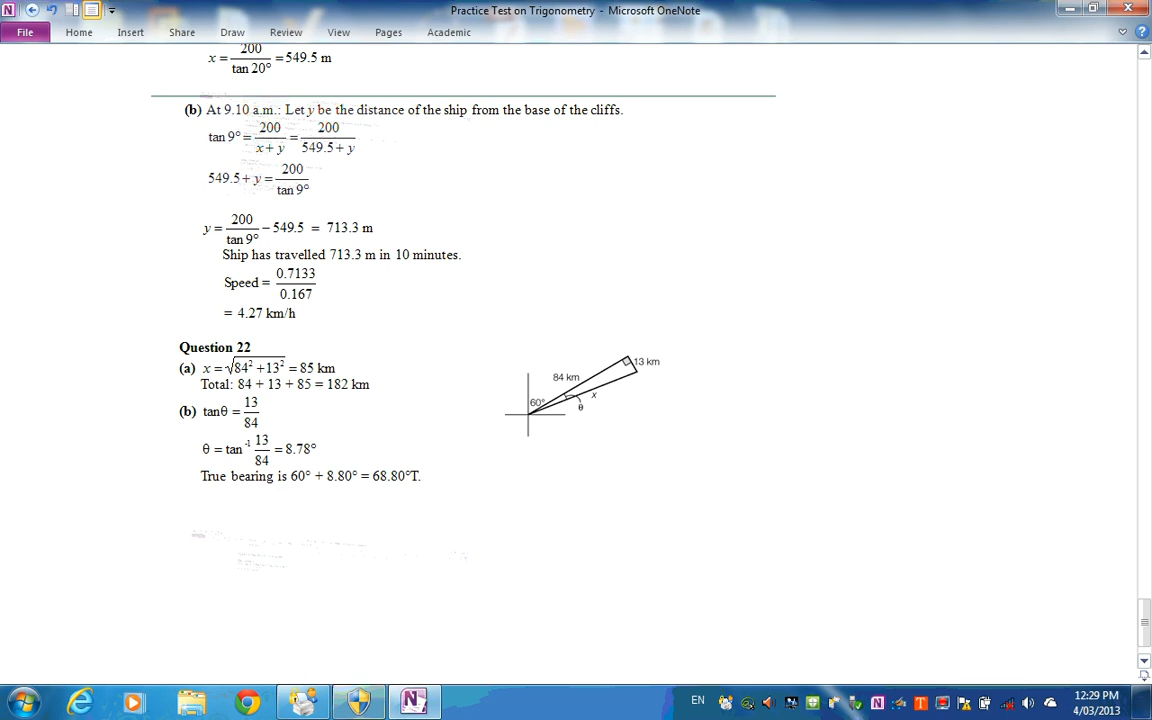 Practice Test on Trigonometry - Microsoft OneNote
File Home Insert Share Draw Review View Pages Academic
x = 200 / tan 20° = 549.5 m
(b) At 9.10 a.m.: Let y be the distance of the ship from the base of the cliffs.
tan 9° = 200 / x + y = 200 / 549.5 + y
549.5 + y = 200 / tan 9°
y = 200 / tan 9° − 549.5 = 713.3 m
Ship has travelled 713.3 m in 10 minutes.
Speed = 0.7133 / 0.167
= 4.27 km/h
Question 22
(a) x = √84² + 13² = 85 km
Total: 84 + 13 + 85 = 182 km
(b) tanθ = 13 / 84
θ = tan⁻¹ 13 / 84 = 8.78°
True bearing is 60° + 8.80° = 68.80°T.
13 km
84 km
60°
x
θ
EN
12:29 PM
4/03/2013